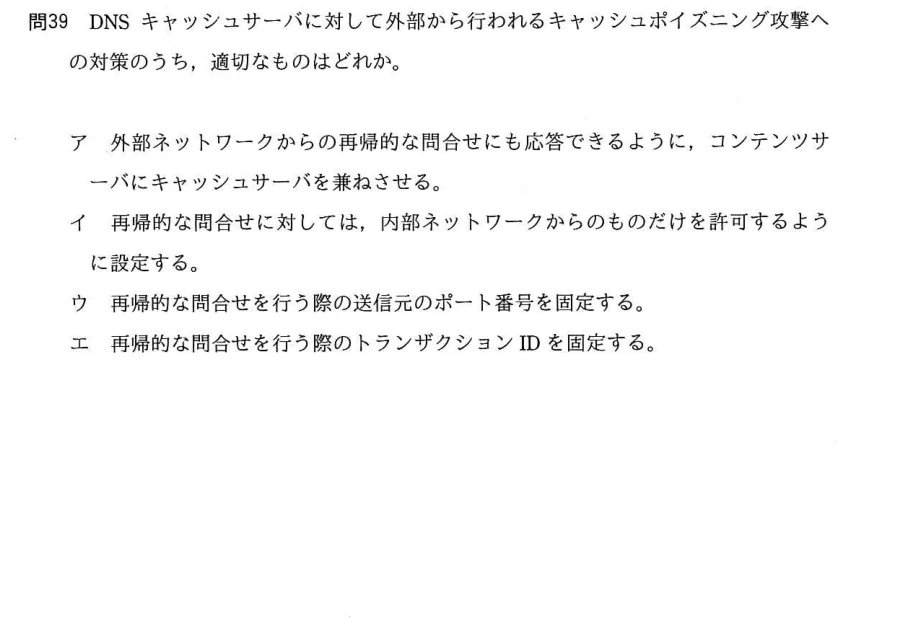 問39 DNS キャッシュサーバに対して外部から行われるキャッシュポイズニング攻撃へ
の対策のうち，適切なものはどれか。
ア 外部ネットワークからの再帰的な問合せにも応答できるように，コンテンツサ
ーバにキャッシュサーバを兼ねさせる。
イ 再帰的な問合せに対しては，内部ネットワークからのものだけを許可するよう
に設定する。
ウ 再帰的な問合せを行う際の送信元のポート番号を固定する。
エ 再帰的な問合せを行う際のトランザクション ID を固定する。